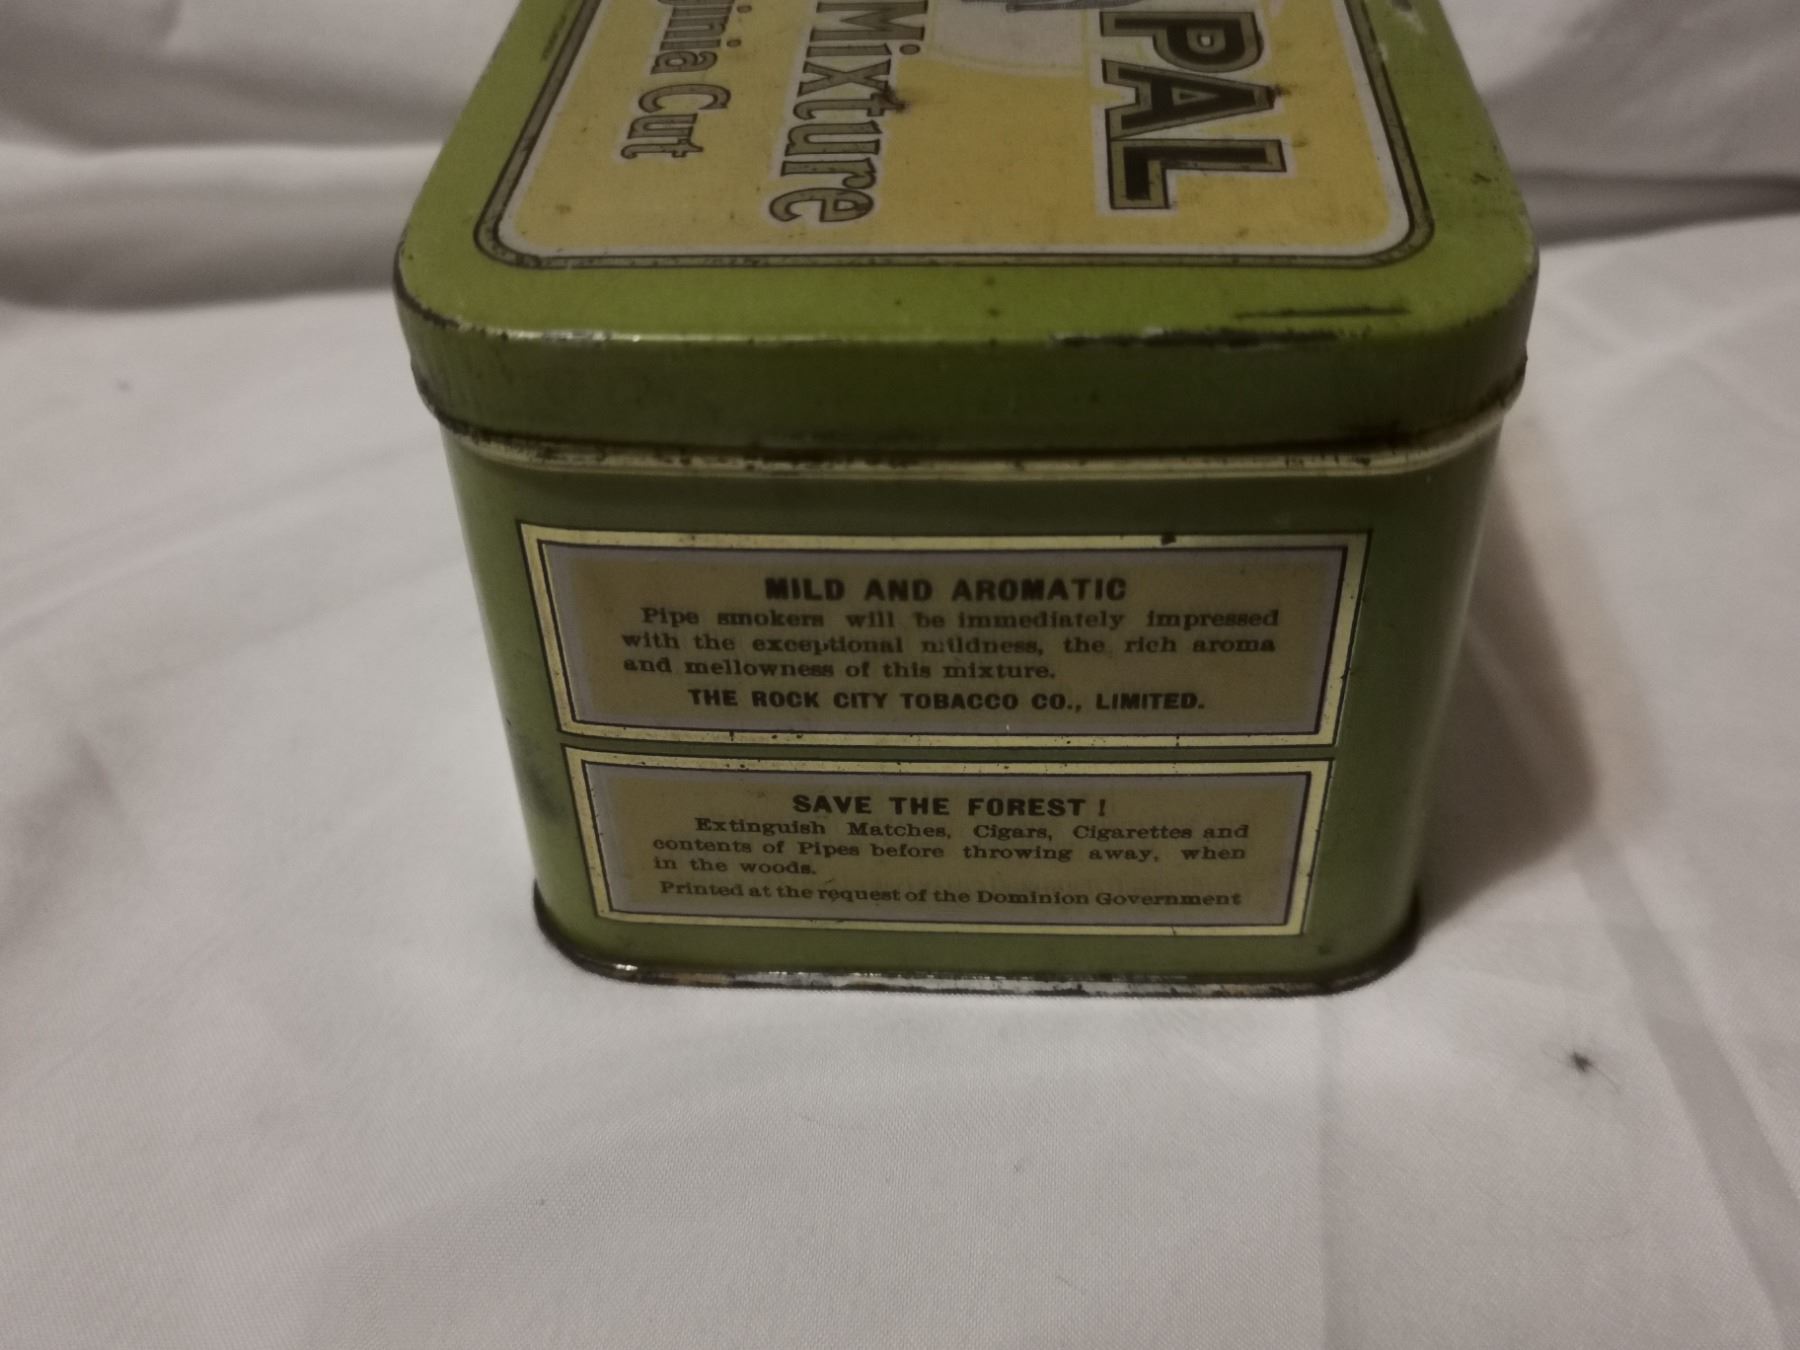 PAL
Mixture
Cut
MILD AND AROMATIC
Pipe smokers will be immediately impressed
with the exceptional mildness, the rich aroma
and mellowness of this mixture.
THE ROCK CITY TOBACCO CO., LIMITED.
SAVE THE FOREST !
Extinguish Matches, Cigars, Cigarettes and
contents of Pipes before throwing away, when
in the woods.
Printed at the request of the Dominion Government